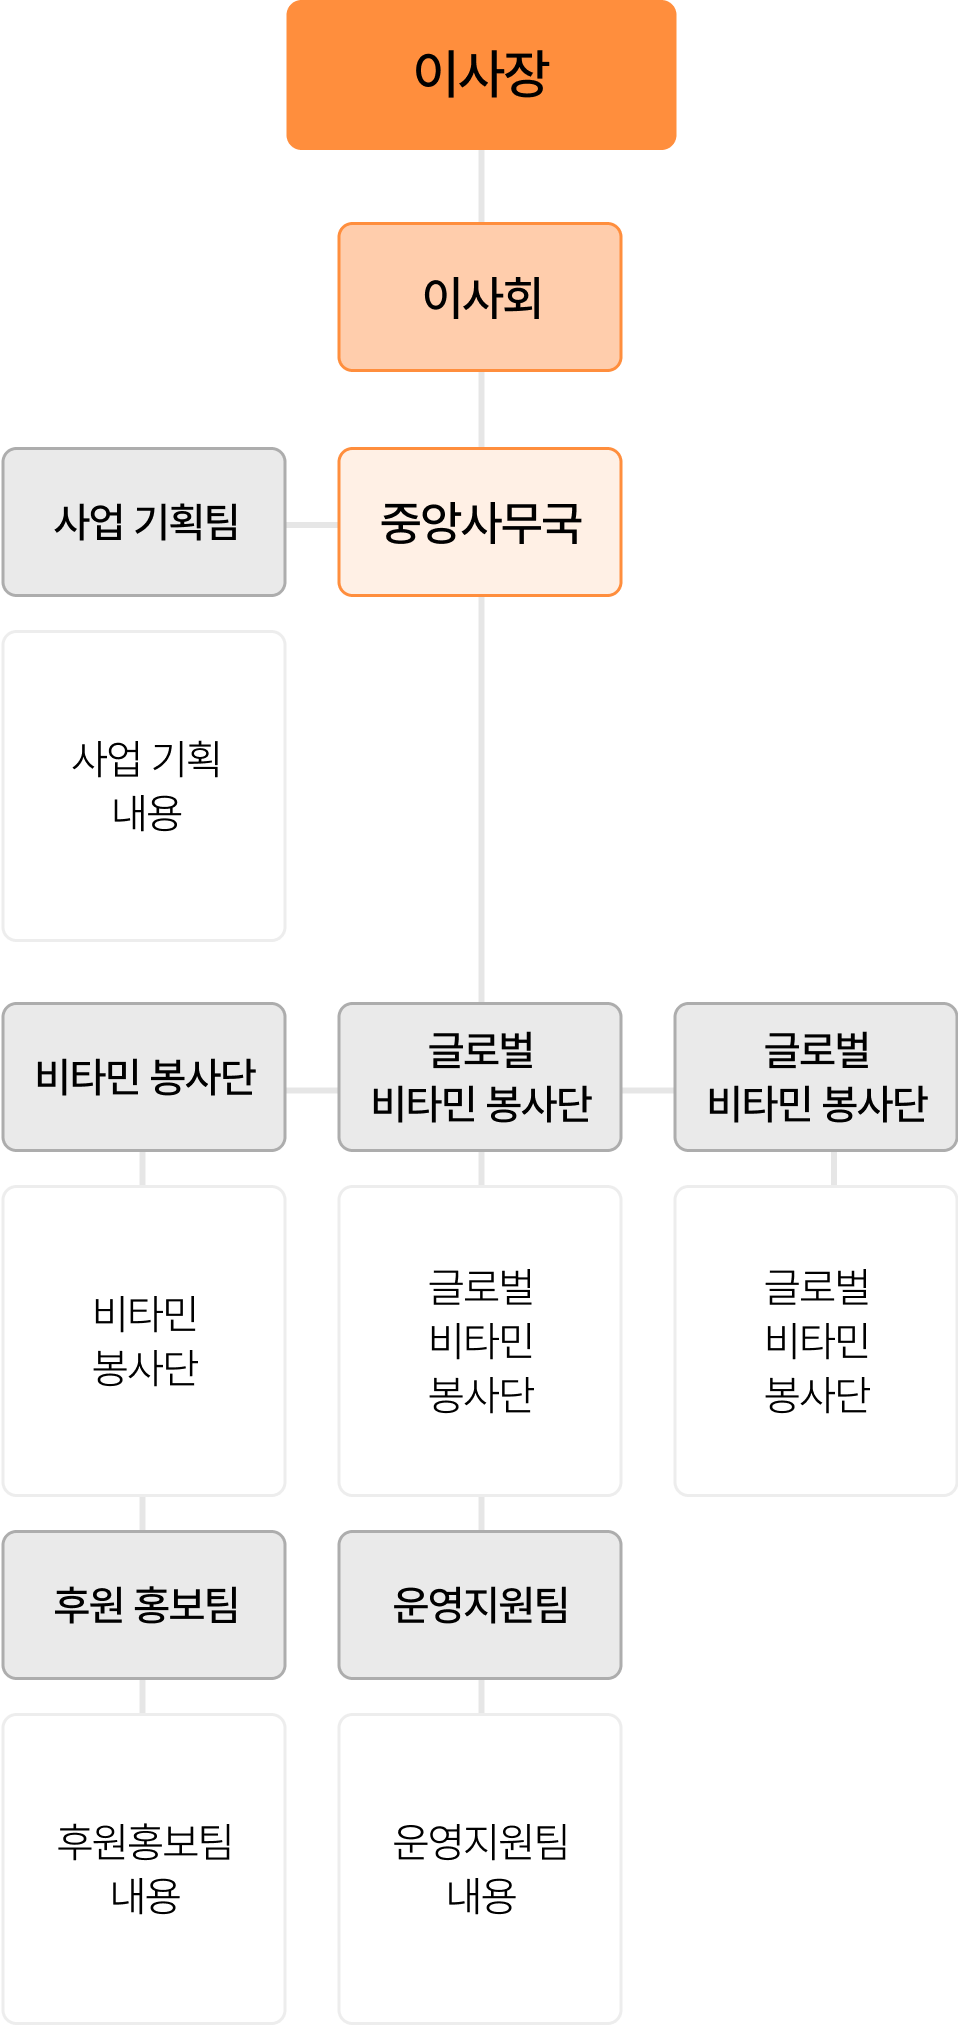 이사장
이사회
사업 기획팀
중앙사무국
사업 기획
내용
비타민 봉사단
글로벌
비타민 봉사단
글로벌
비타민 봉사단
비타민
봉사단
글로벌
비타민
봉사단
글로벌
비타민
봉사단
후원 홍보팀
운영지원팀
후원홍보팀
내용
운영지원팀
내용